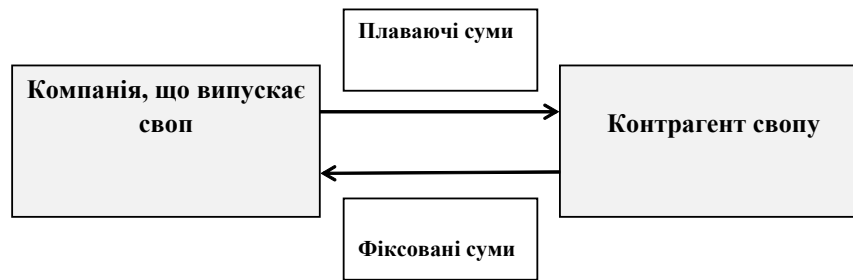 Плаваючі суми
Компанія, що випускає
своп
Контрагент свопу
Фіксовані суми